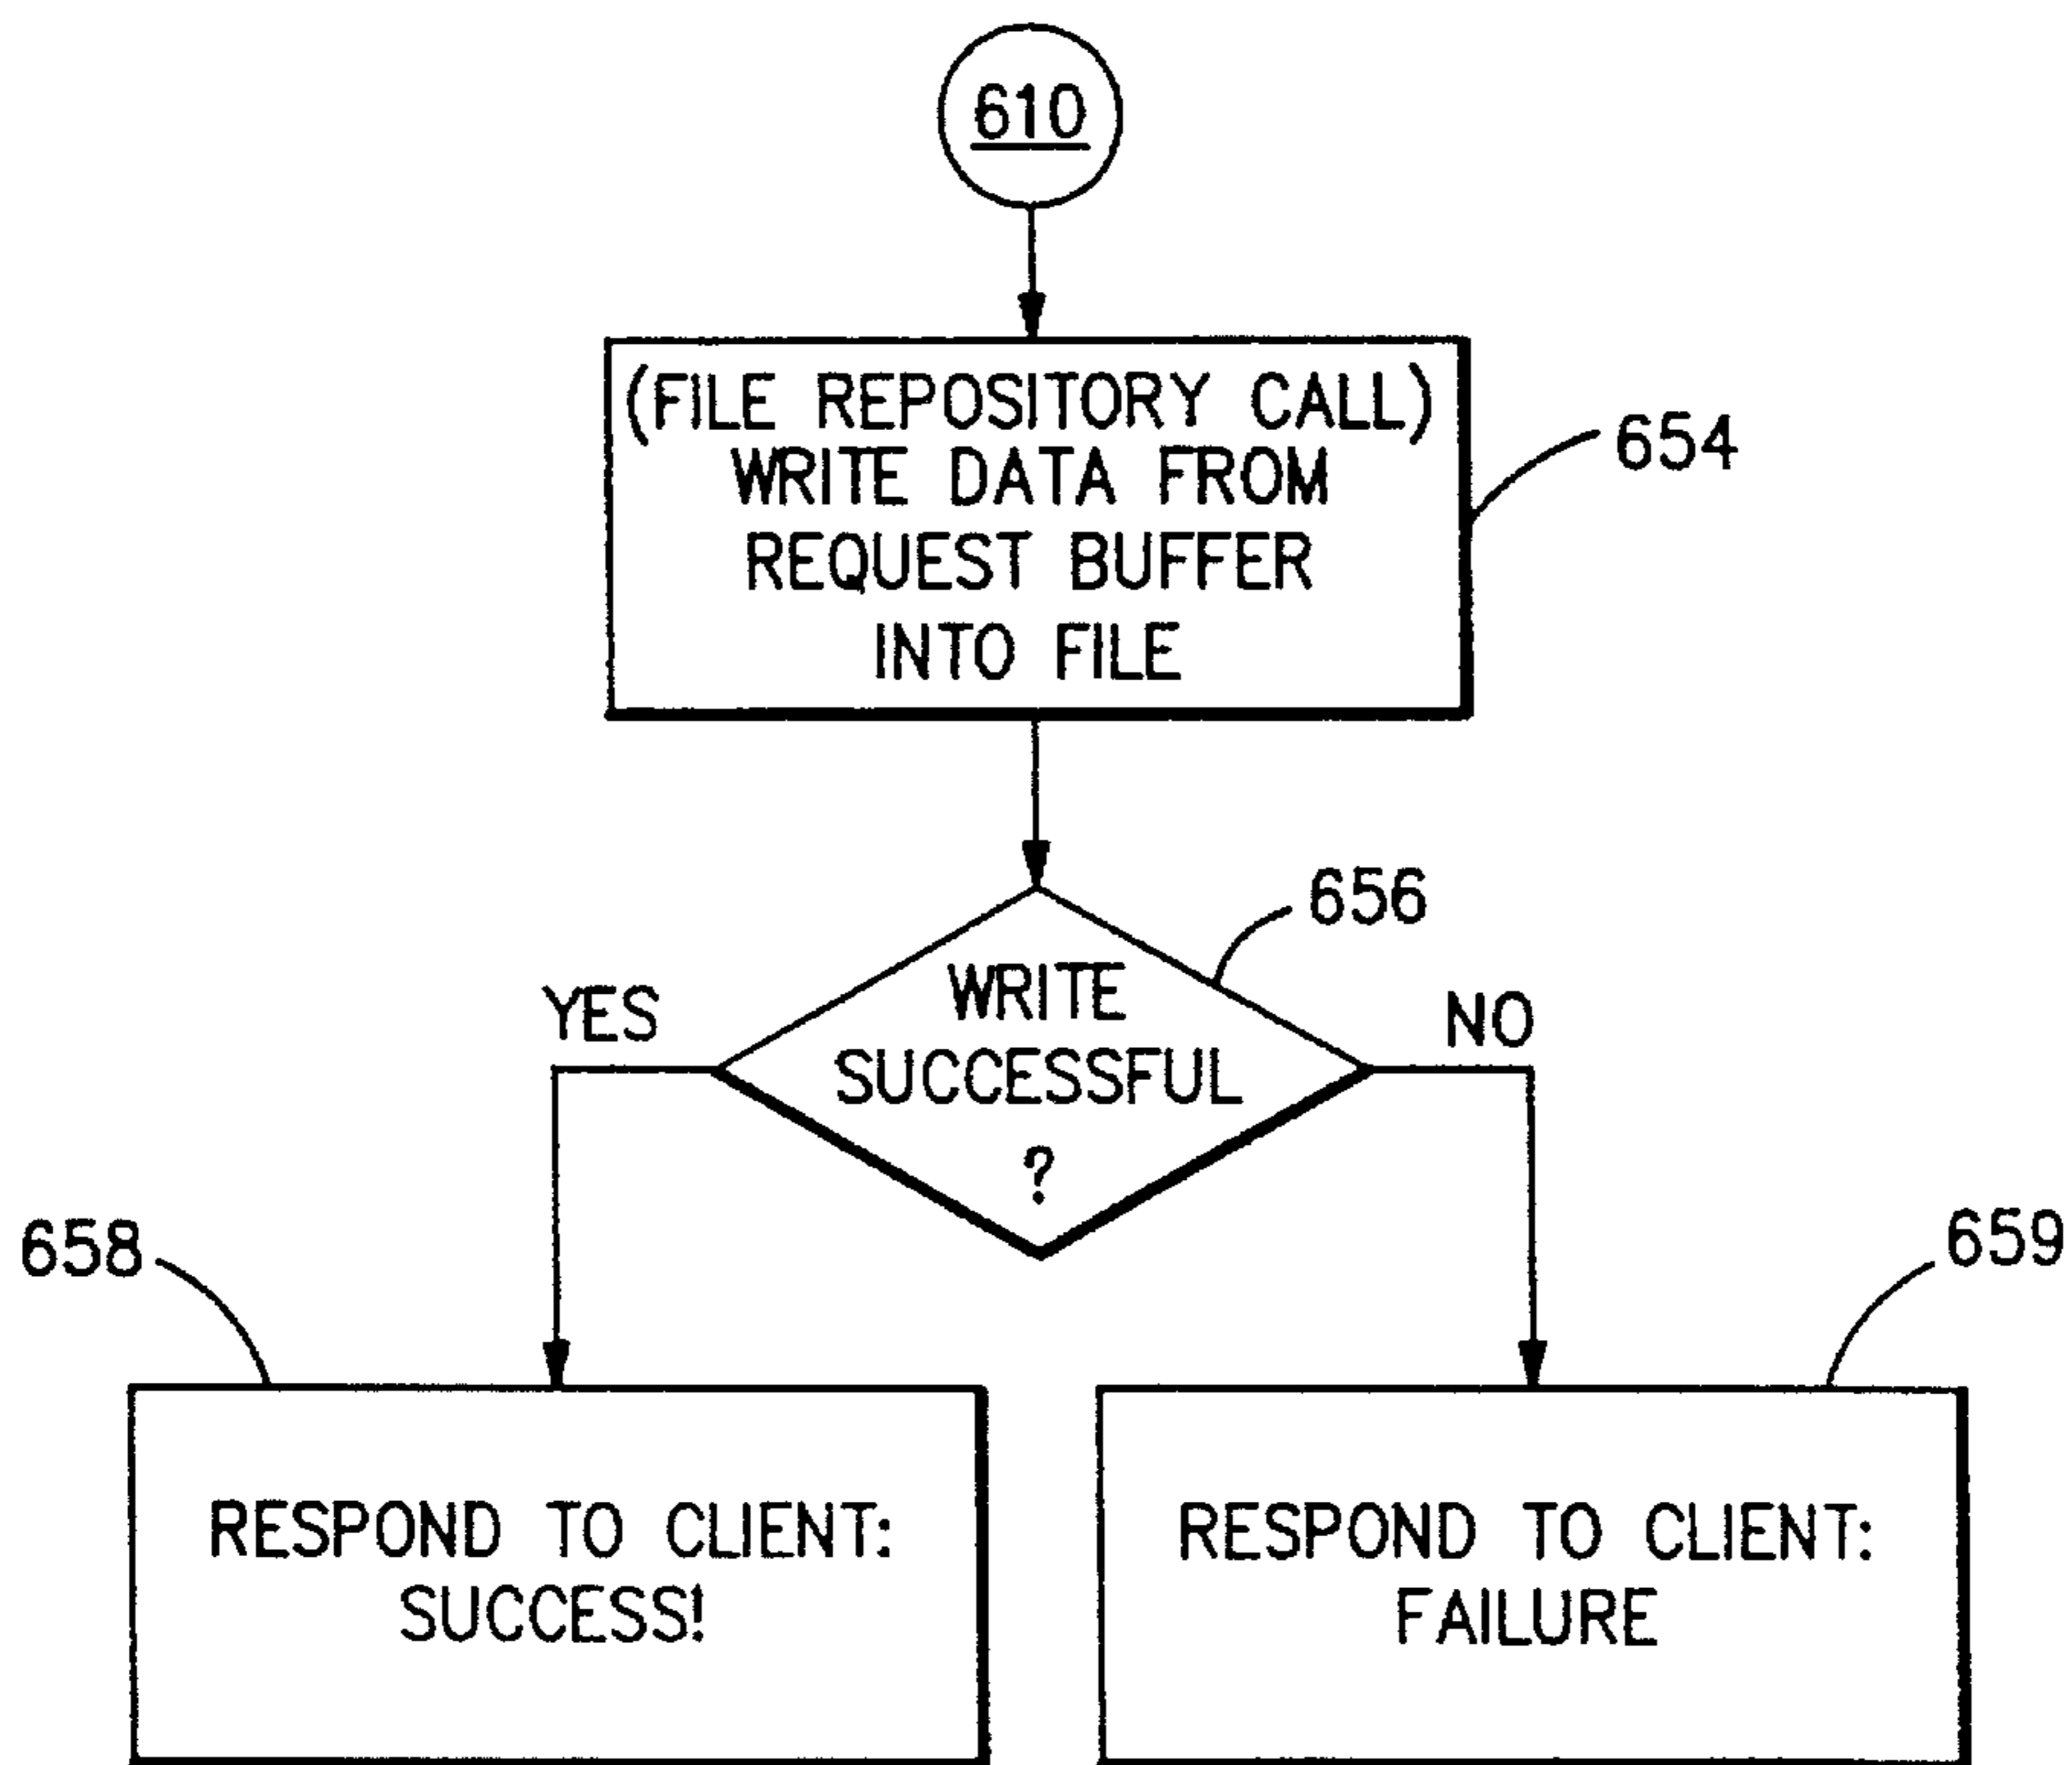 610
(FILE REPOSITORY CALL)
WRITE DATA FROM
REQUEST BUFFER
INTO FILE
654
656
WRITE
SUCCESSFUL
?
YES
NO
658
659
RESPOND TO CLIENT:
SUCCESS!
RESPOND TO CLIENT:
FAILURE